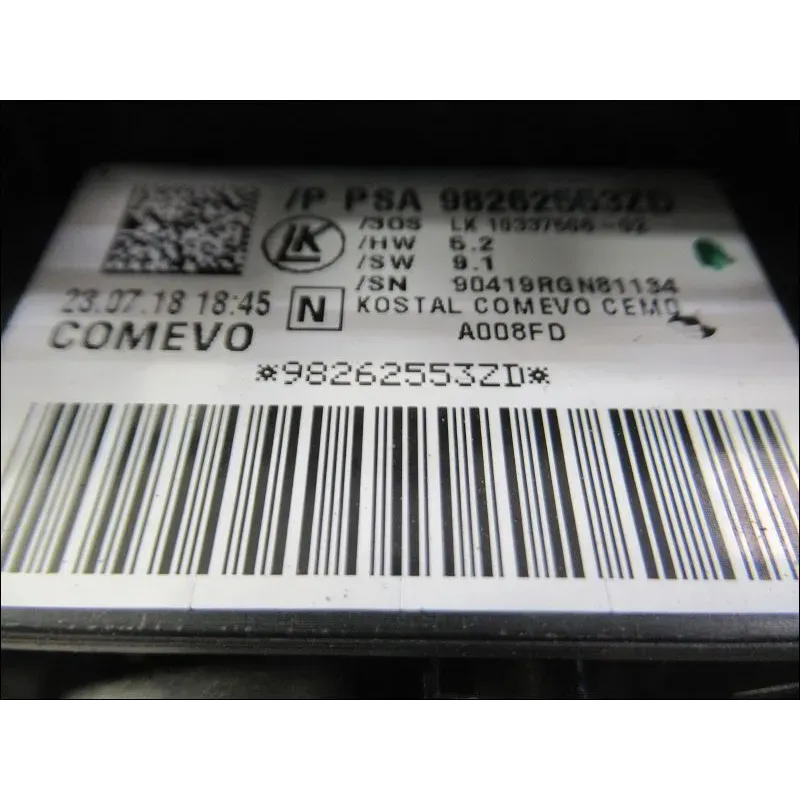 /P PSA 98262553ZD
LK
/SOS LK 10337566-02
/HW 5.2
/SW 9.1
/SN 90419RGN81134
23.07.18 18:45 N KOSTAL COMEVO CEMO
COMEVO A008FD
*98262553ZD*